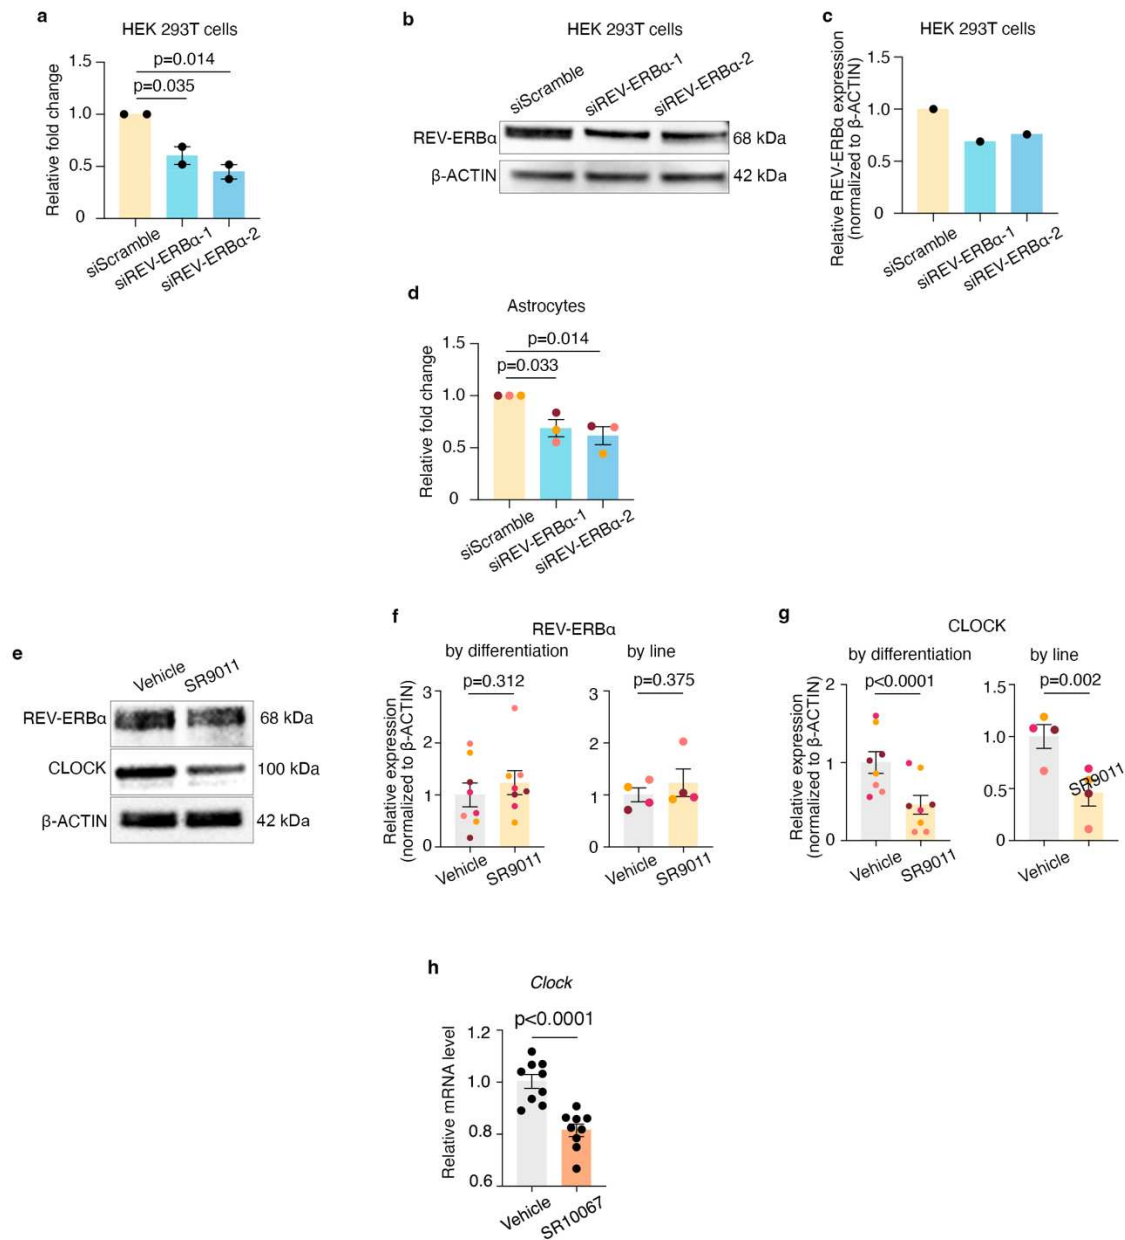 a
HEK 293T cells
p=0.014
p=0.035
Relative fold change
1.5
1.0
0.5
0
siScramble
siREV-ERBα-1
siREV-ERBα-2
b
HEK 293T cells
siScramble
siREV-ERBα-1
siREV-ERBα-2
REV-ERBα
68 kDa
β-ACTIN
42 kDa
c
HEK 293T cells
Relative REV-ERBα expression
(normalized to β-ACTIN)
1.5
1.0
0.5
0
siScramble
siREV-ERBα-1
siREV-ERBα-2
d
Astrocytes
p=0.014
p=0.033
Relative fold change
1.5
1.0
0.5
0
siScramble
siREV-ERBα-1
siREV-ERBα-2
e
Vehicle
SR9011
REV-ERBα
68 kDa
CLOCK
100 kDa
β-ACTIN
42 kDa
f
REV-ERBα
by differentiation
p=0.312
Relative expression
(normalized to β-ACTIN)
3
2
1
0
Vehicle
SR9011
by line
p=0.375
3
2
1
0
Vehicle
SR9011
g
CLOCK
by differentiation
p<0.0001
Relative expression
(normalized to β-ACTIN)
2
1
0
Vehicle
SR9011
by line
p=0.002
1.5
1.0
0.5
0
Vehicle
SR9011
h
Clock
p<0.0001
Relative mRNA level
1.2
1.0
0.8
0.6
Vehicle
SR10067